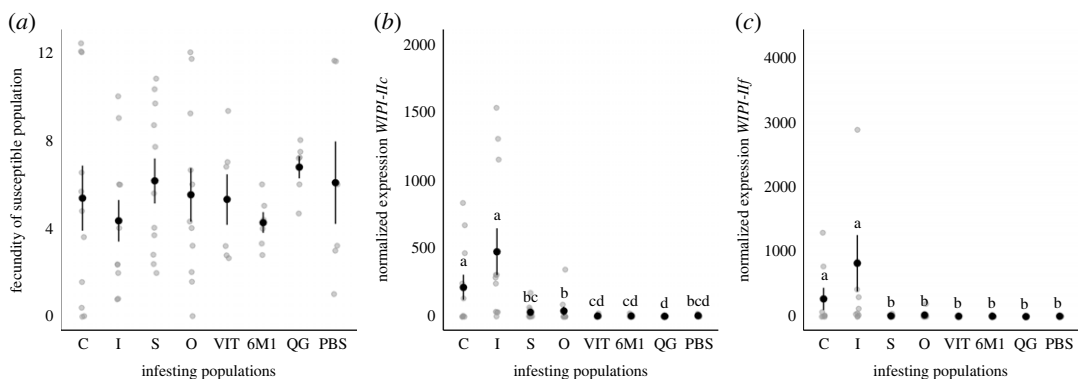 (a)
12
8
4
0
fecundity of susceptible population
C I S O VIT 6M1 QG PBS
infesting populations
(b)
2000
1500
1000
500
0
normalized expression WIPI-IIc
a a bc b cd cd d bcd
C I S O VIT 6M1 QG PBS
infesting populations
(c)
4000
3000
2000
1000
0
normalized expression WIPI-IIf
a a b b b b b b
C I S O VIT 6M1 QG PBS
infesting populations